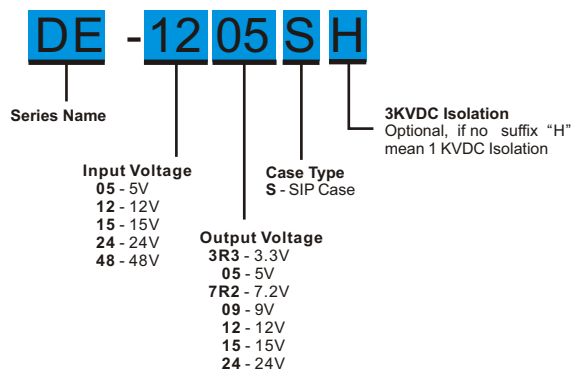 DE - 12 05 S H
Series Name
3KVDC Isolation
Optional, if no suffix “H”
mean 1 KVDC Isolation
Input Voltage
05 - 5V
12 - 12V
15 - 15V
24 - 24V
48 - 48V
Case Type
S - SIP Case
Output Voltage
3R3 - 3.3V
05 - 5V
7R2 - 7.2V
09 - 9V
12 - 12V
15 - 15V
24 - 24V